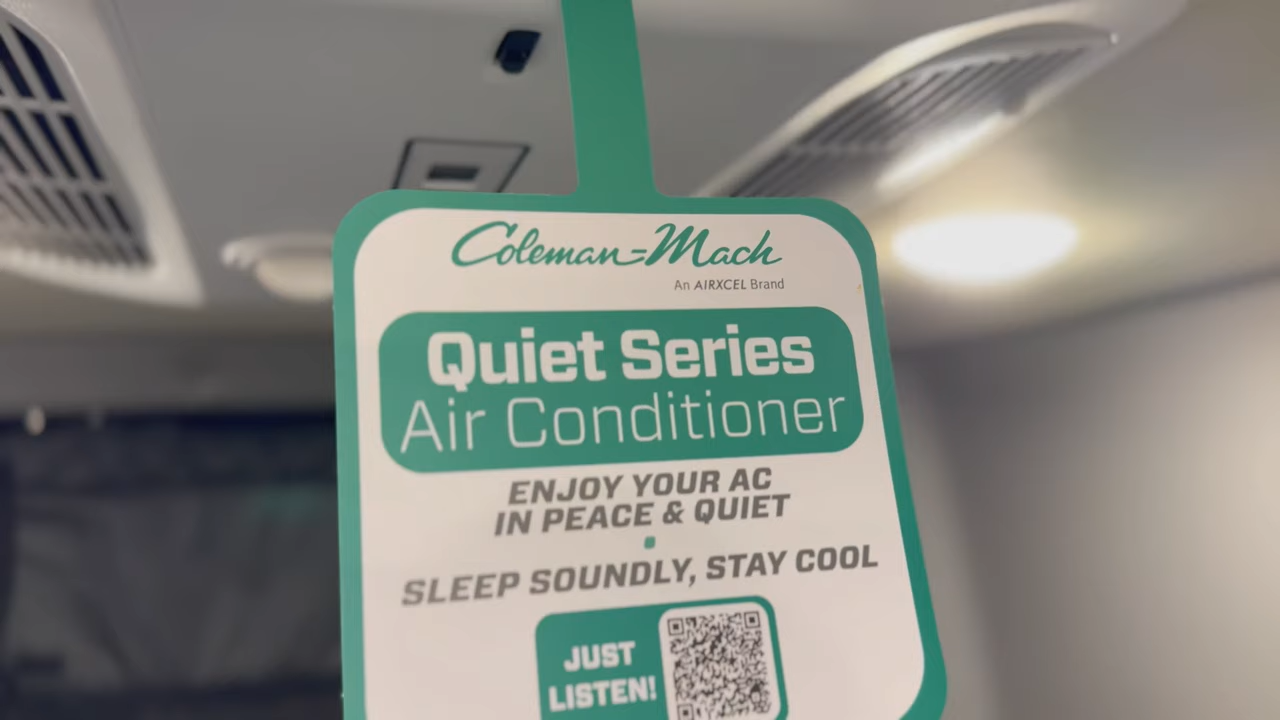 Coleman-Mach
An AIRXCEL Brand
Quiet Series
Air Conditioner
ENJOY YOUR AC
IN PEACE & QUIET
SLEEP SOUNDLY, STAY COOL
JUST
LISTEN!